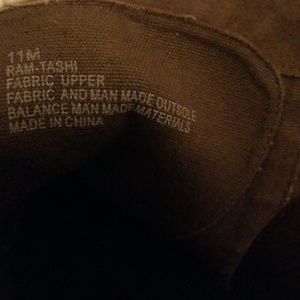 11M
RAM-TASHI
FABRIC UPPER
FABRIC AND MAN MADE OUTSOLE
BALANCE MAN MADE MATERIALS
MADE IN CHINA